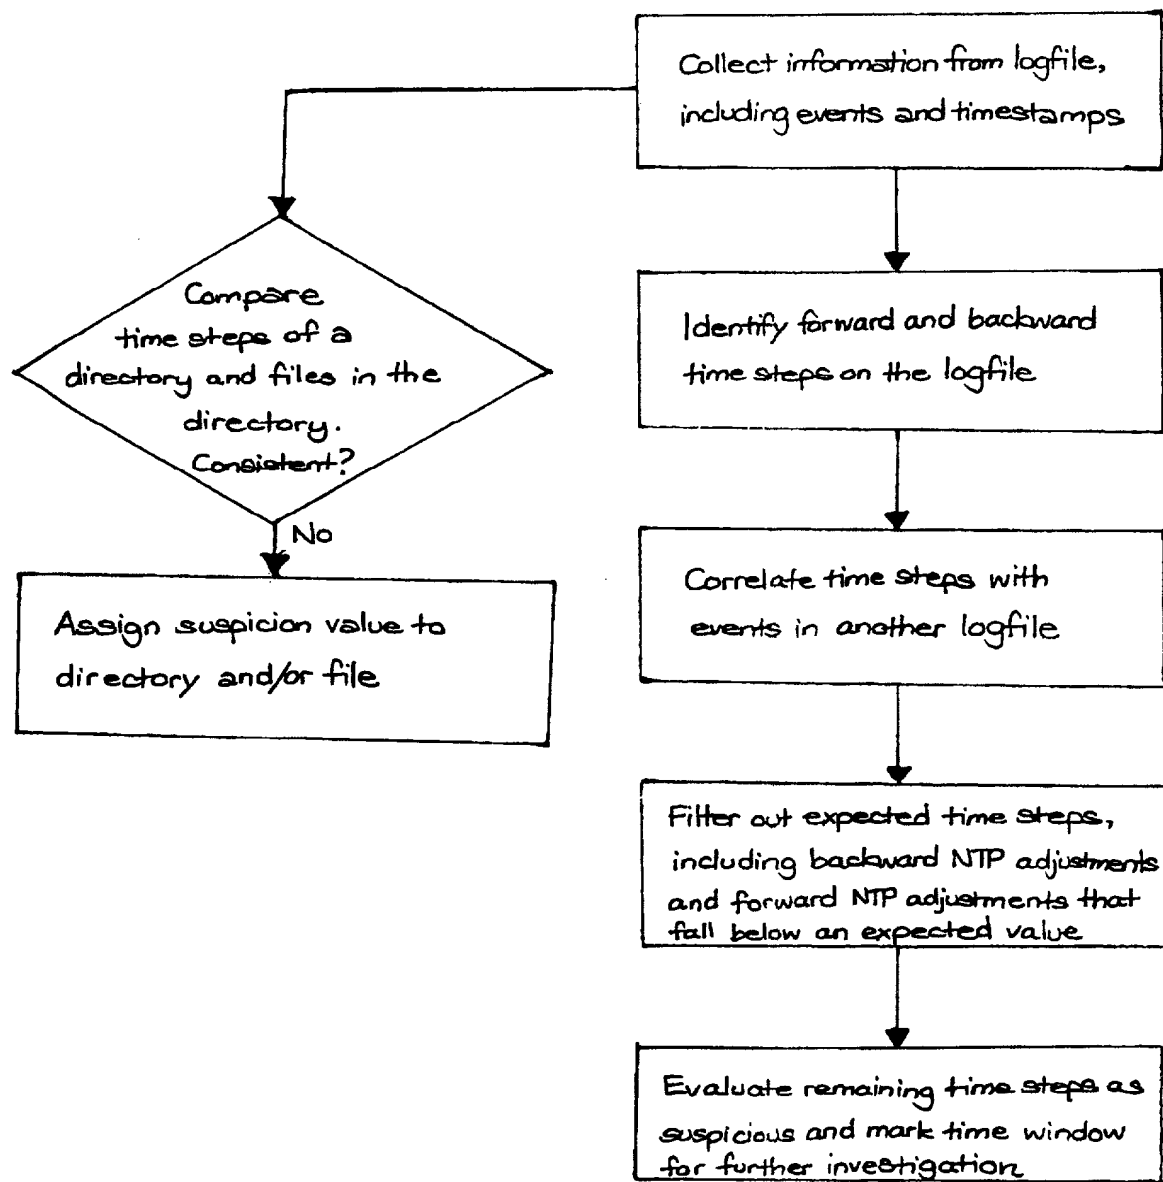 Collect information from logfile,
including events and timestamps
Compare
time steps of a
directory and files in the
directory.
Consistent?
No
Assign suspicion value to
directory and/or file
Identify forward and backward
time steps on the logfile
Correlate time steps with
events in another logfile
Filter out expected time steps,
including backward NTP adjustments
and forward NTP adjustments that
fall below an expected value
Evaluate remaining time steps as
suspicious and mark time window
for further investigation